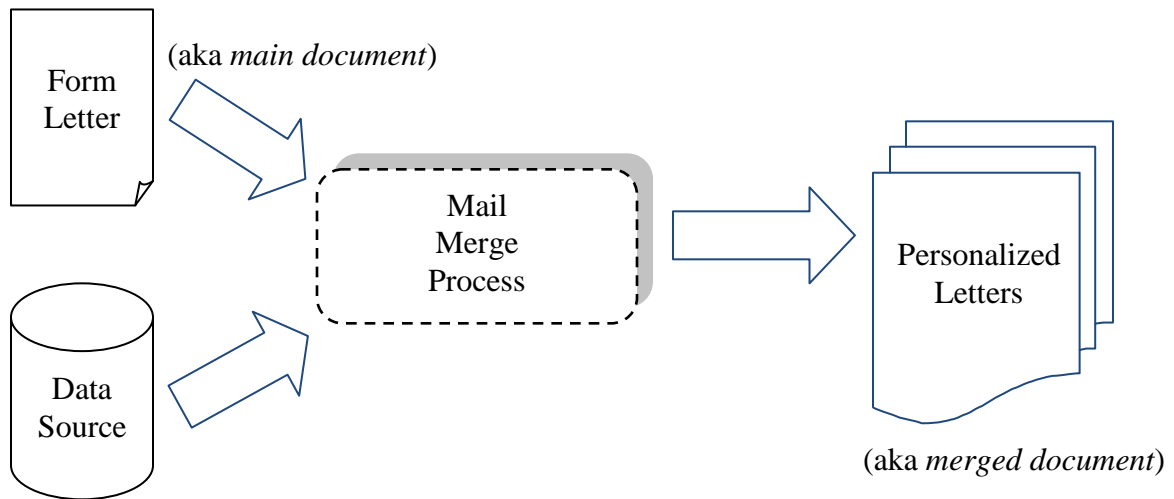 Form
Letter
(aka main document)
Mail
Merge
Process
Personalized
Letters
Data
Source
(aka merged document)